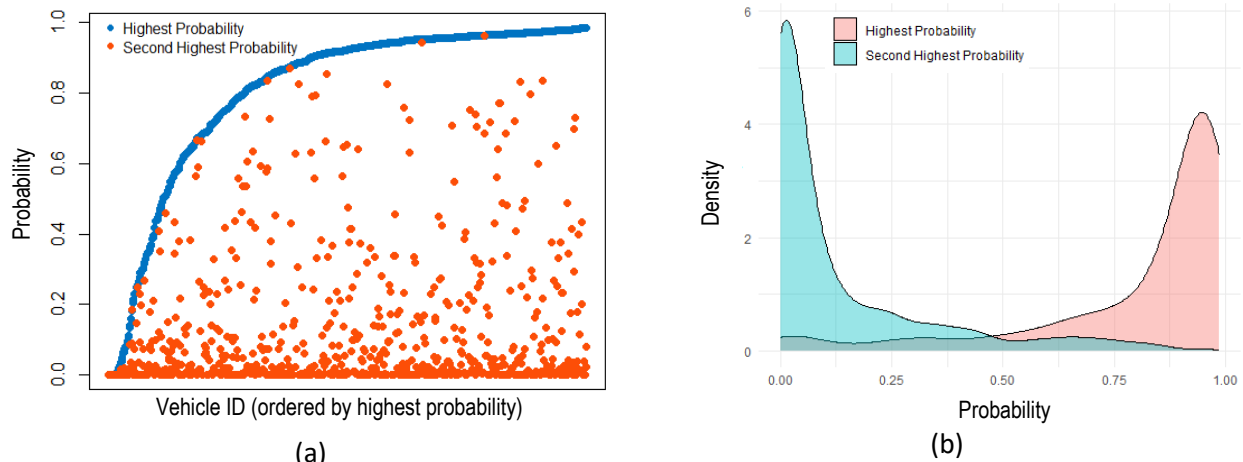 Highest Probability
Second Highest Probability
Probability
0.0
0.2
0.4
0.6
0.8
1.0
Vehicle ID (ordered by highest probability)
(a)
Highest Probability
Second Highest Probability
Density
6
4
2
0
0.00
0.25
0.50
0.75
1.00
Probability
(b)